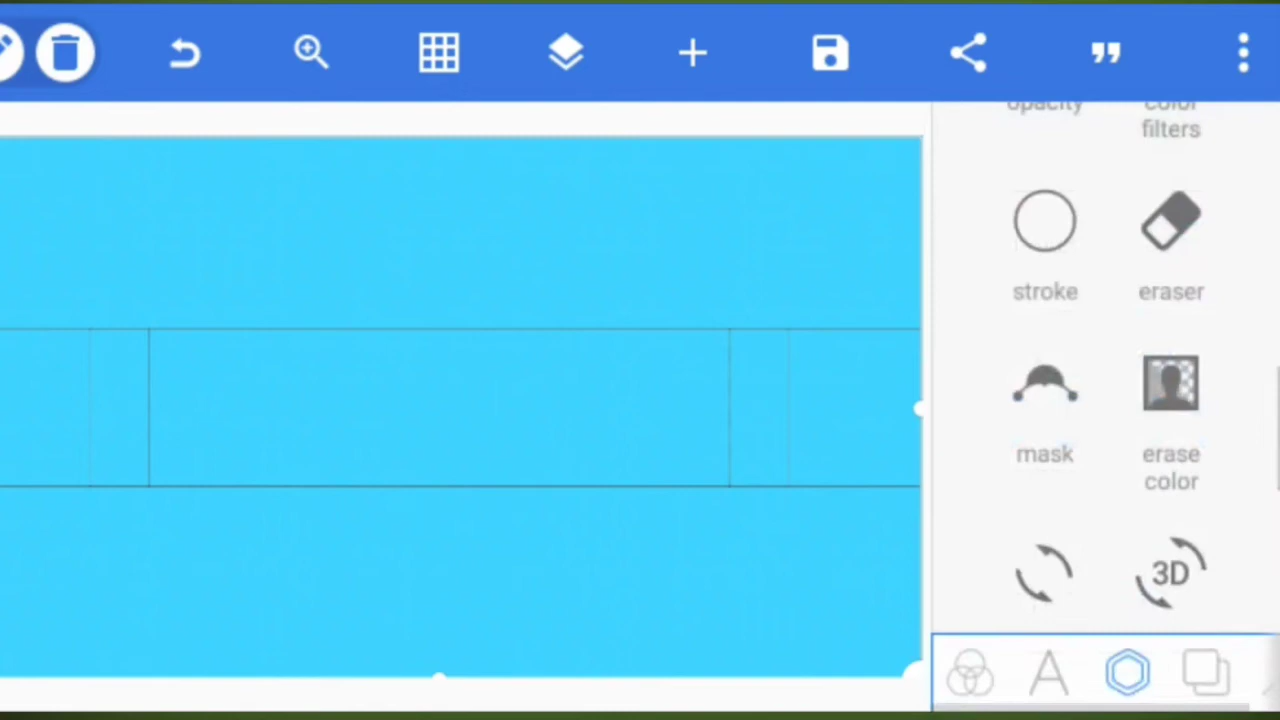 opacity
color
filters
stroke
eraser
mask
erase
color
3D